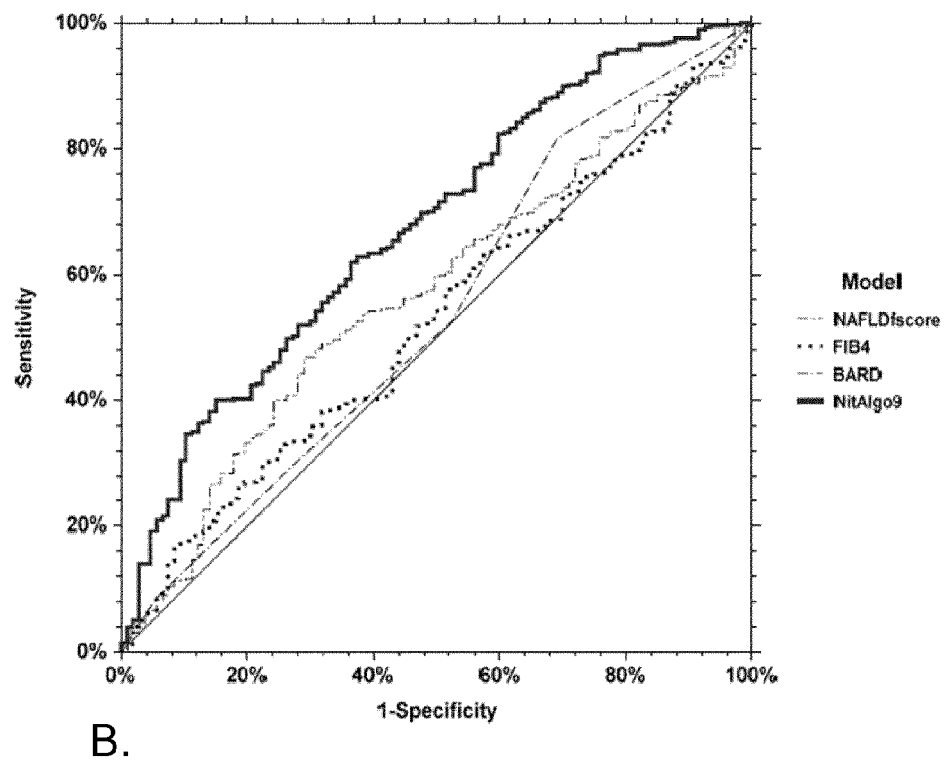 100%
80%
60%
40%
20%
0%
Sensitivity
0% 20% 40% 60% 80% 100%
1-Specificity
Model
NAFLDfscore
FIB4
BARD
NitAlgo9
B.